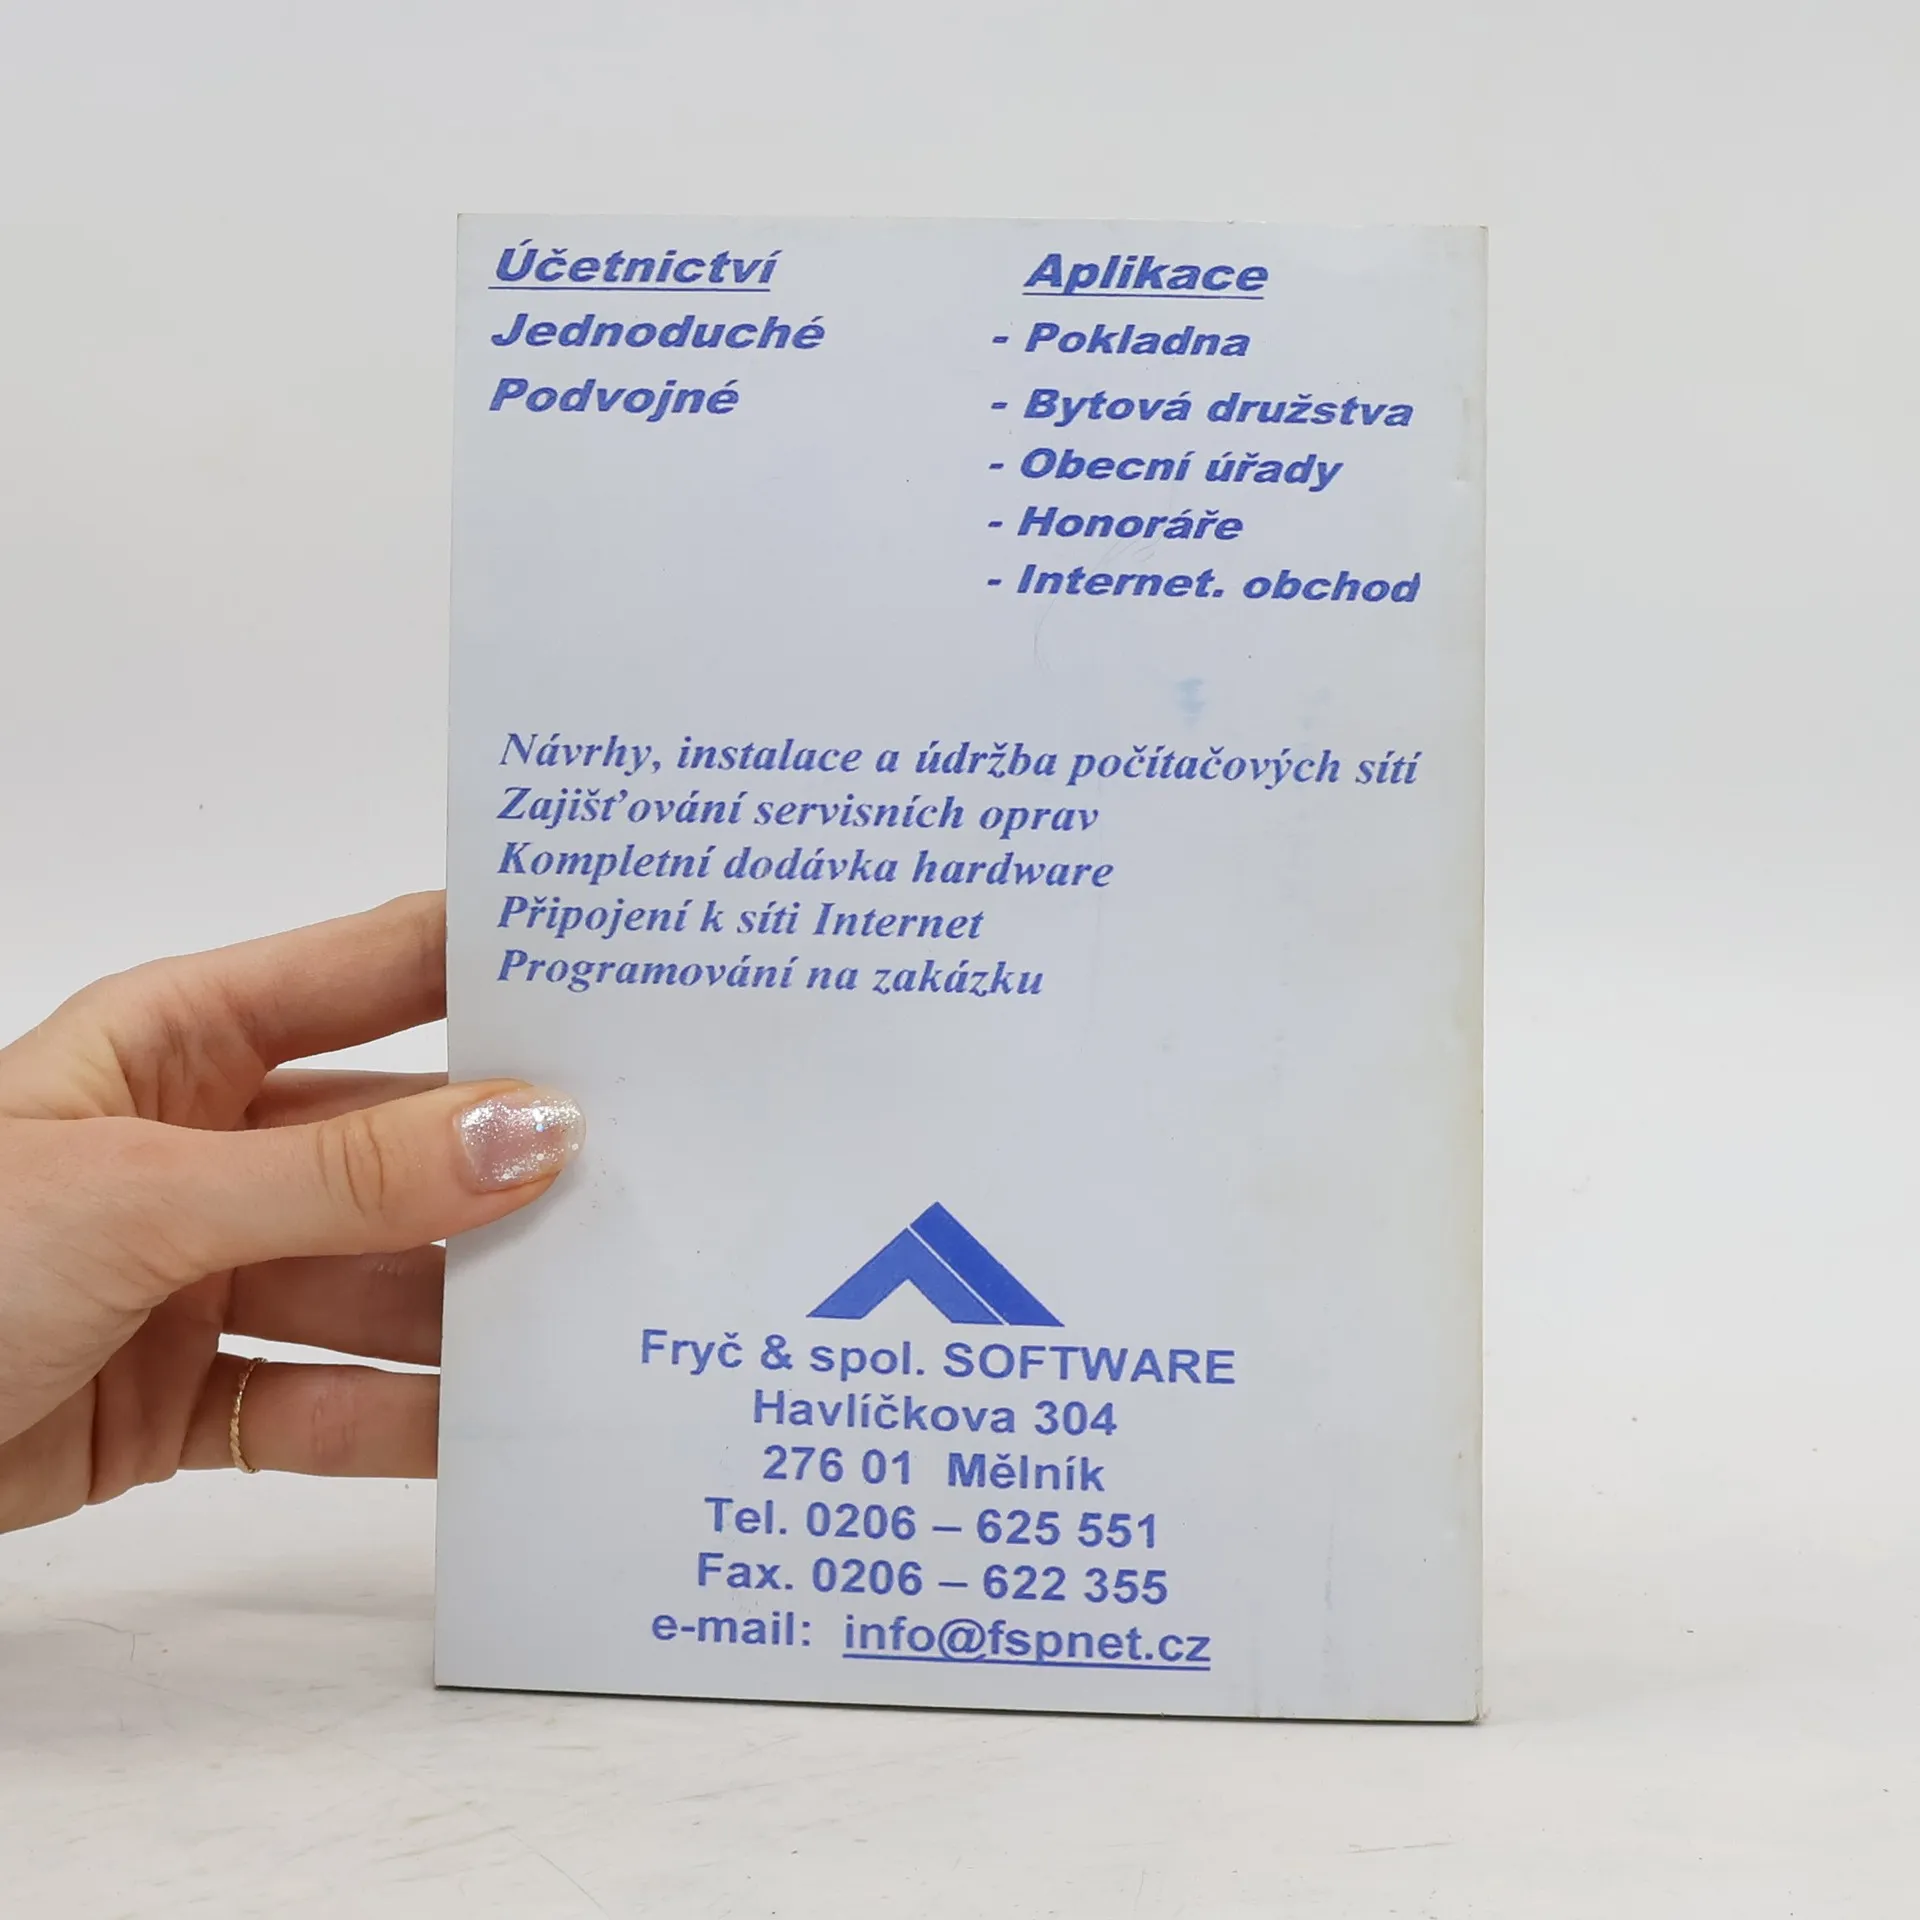 Účetnictví
Jednoduché
Podvojné
Aplikace
- Pokladna
- Bytová družstva
- Obecní úřady
- Honoráře
- Internet. obchod
Návrhy, instalace a údržba počítačových sítí
Zajišťování servisních oprav
Kompletní dodávka hardware
Připojení k síti Internet
Programování na zakázku
Fryč & spol. SOFTWARE
Havlíčkova 304
276 01 Mělník
Tel. 0206 – 625 551
Fax. 0206 – 622 355
e-mail: info@fspnet.cz